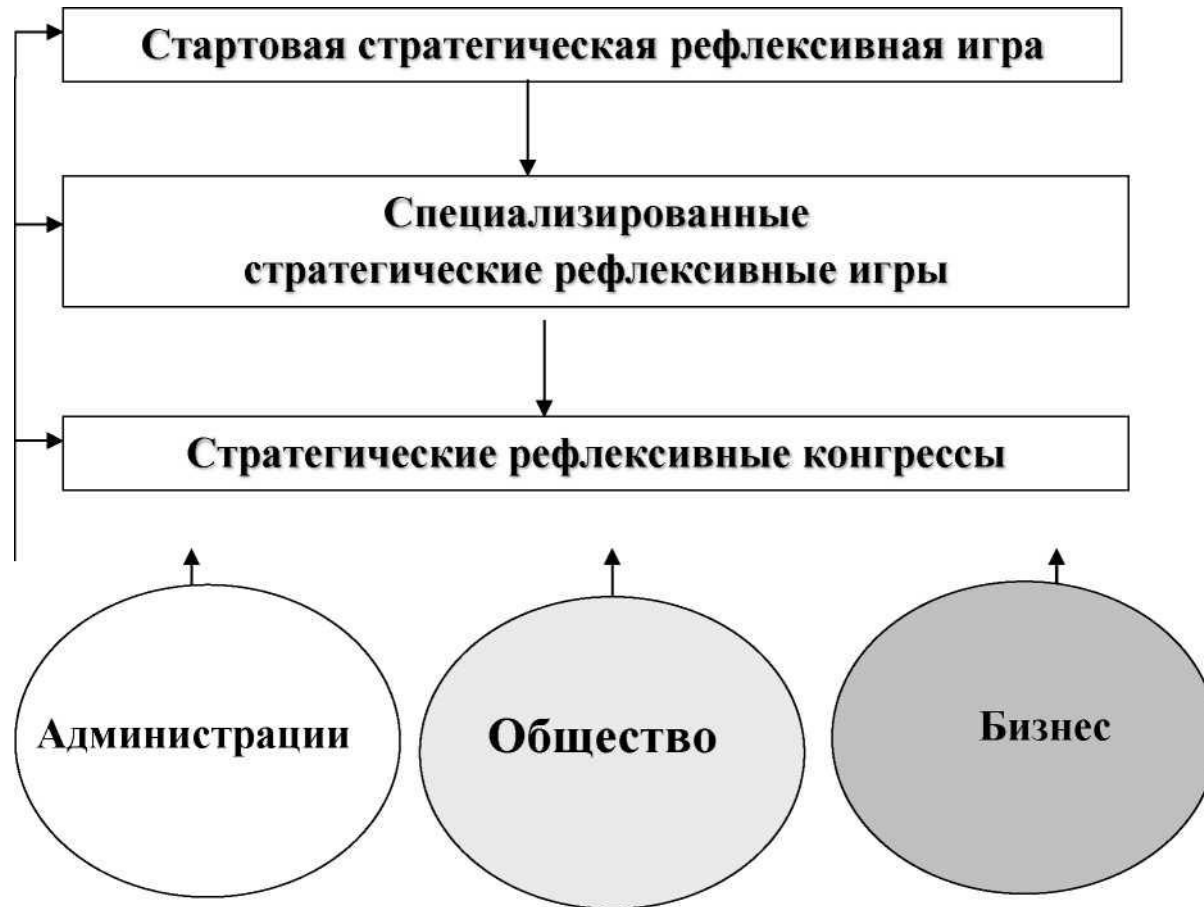 Стартовая стратегическая рефлексивная игра
Специализированные
стратегические рефлексивные игры
Стратегические рефлексивные конгрессы
Администрации
Общество
Бизнес